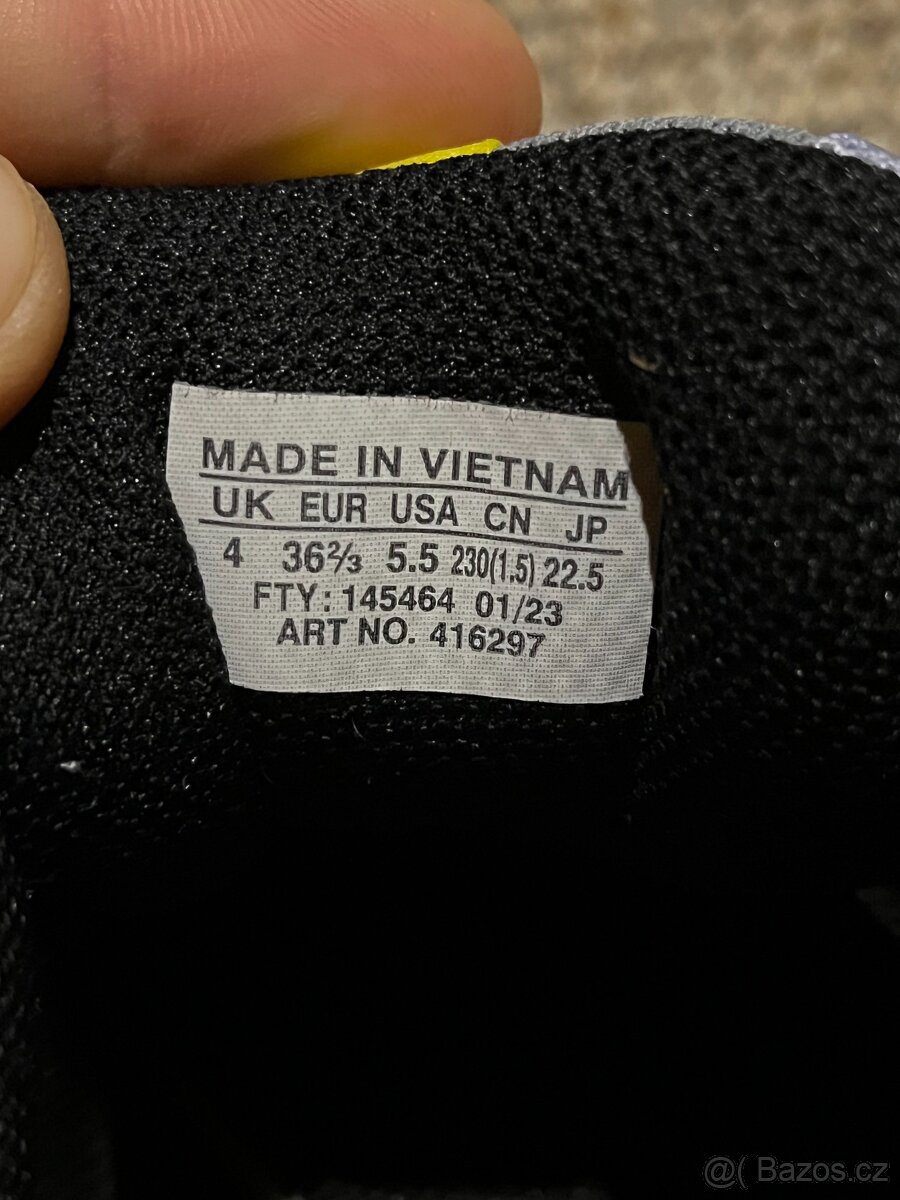 MADE IN VIETNAM
UK EUR USA CN JP
4 36⅔ 5.5 230(1.5) 22.5
FTY: 145464 01/23
ART NO. 416297
@( Bazos.cz